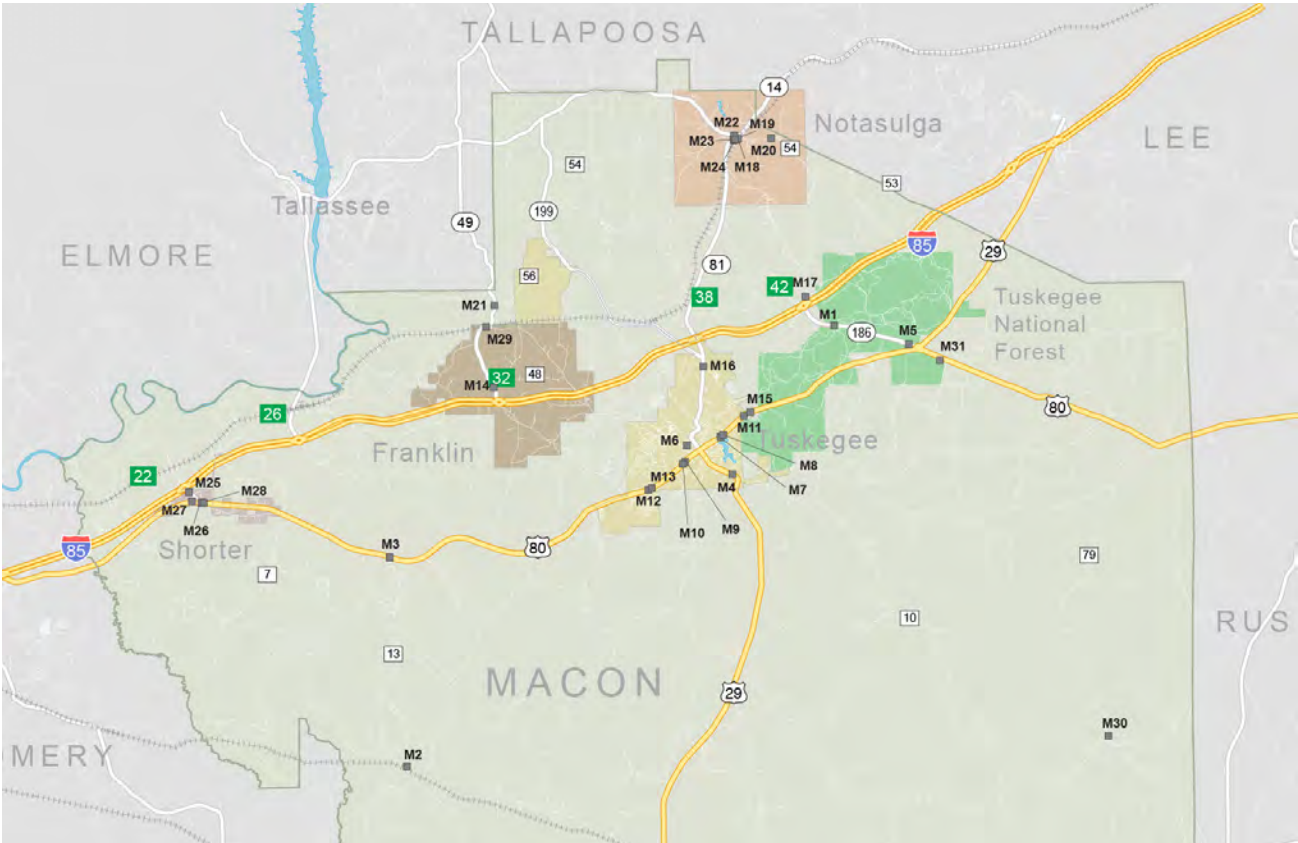 TALLAPOOSA
14
M22
M19
Notasulga
M23
M20
54
LEE
M24
M18
54
53
Tallassee
49
199
29
ELMORE
85
81
56
38
42
M17
M21
Tuskegee
National
Forest
M1
186
M5
M29
M31
M16
M14
32
48
80
26
M15
M11
Franklin
M6
Tuskegee
M8
22
M13
M4
M7
M25
M28
M12
M27
M26
M10
M9
85
Shorter
M3
80
79
7
10
RUS
13
MACON
29
M30
OMERY
M2